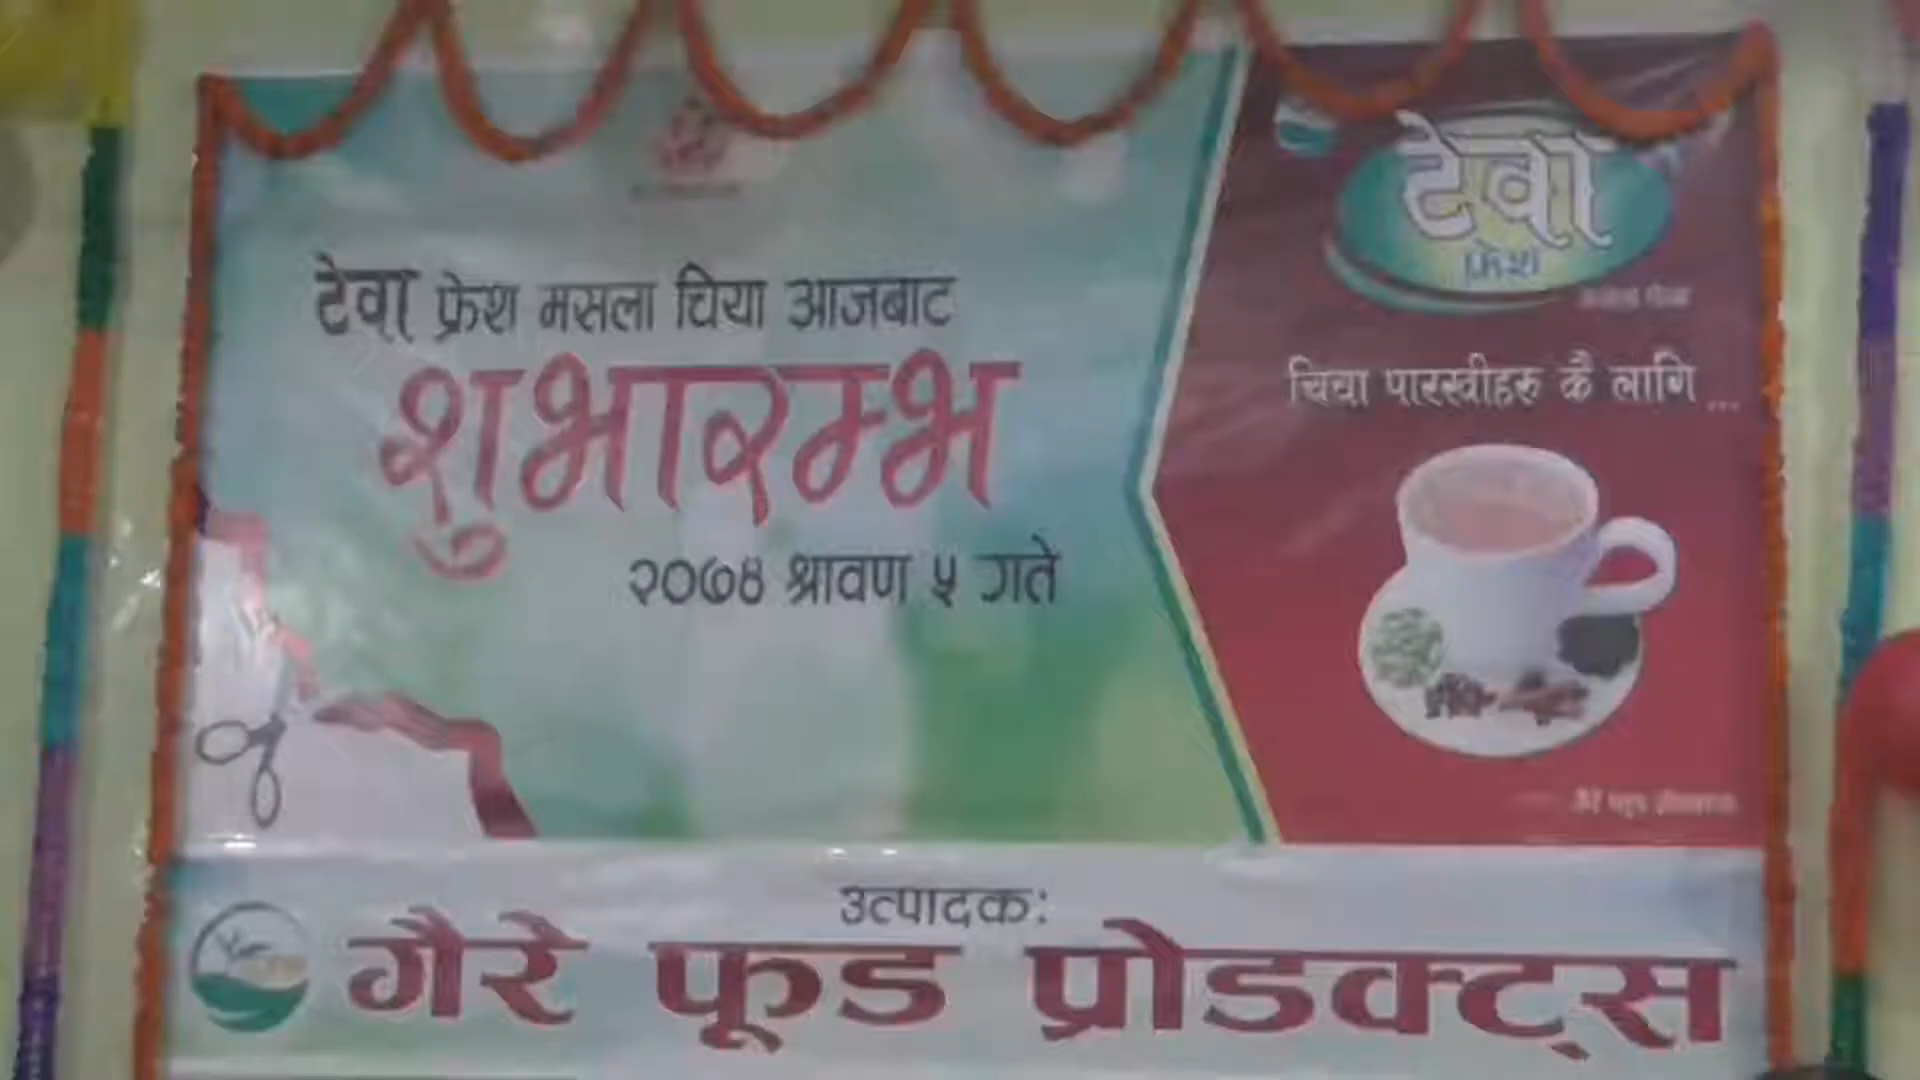 टेवा फ्रेश मसला चिया आजबाट
शुभारम्भ
२०७४ श्रावण ५ गते
टेवा
फ्रेश
चिया पारखीहरु कै लागि ...
उत्पादक:
गैरे फूड प्रोडक्ट्स